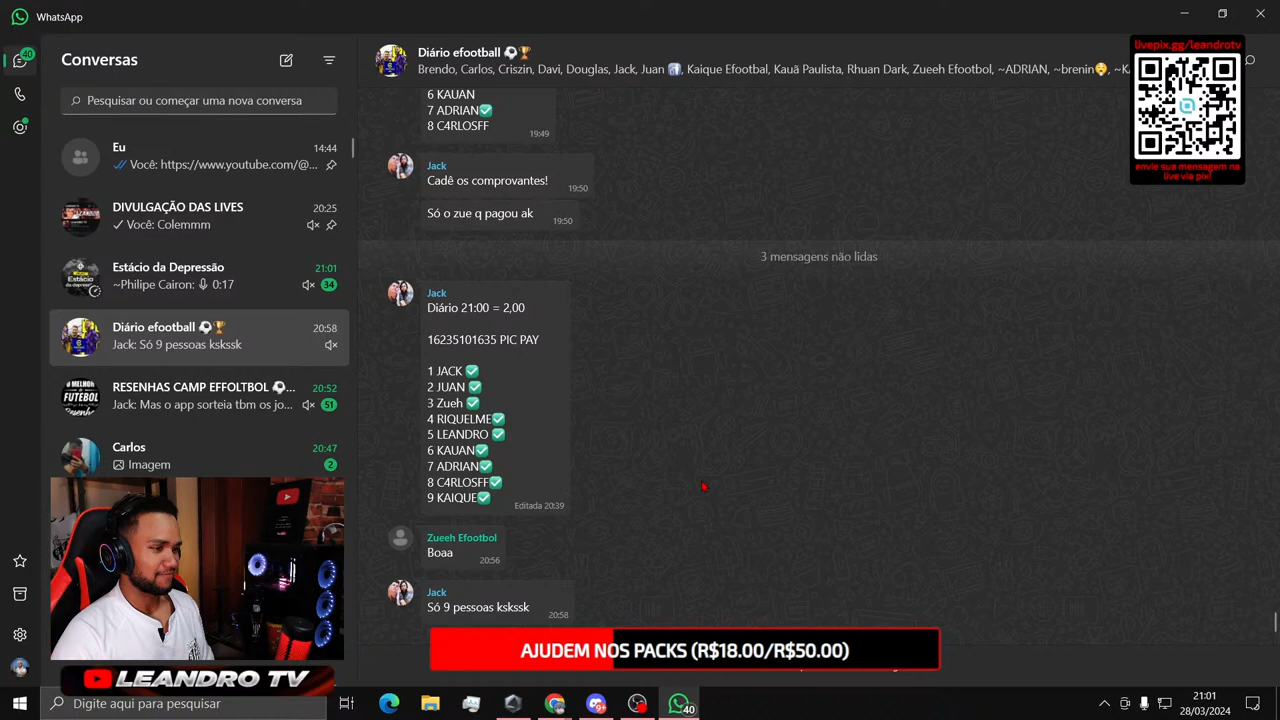 WhatsApp
40
Conversas
Pesquisar ou começar uma nova conversa
Eu
14:44
Você: https://www.youtube.com/@...
DIVULGAÇÃO DAS LIVES
20:25
Você: Colemmm
Estácio da Depressão
21:01
~Philipe Cairon: 0:17
34
Diário efootball ⚽🏆
20:58
Jack: Só 9 pessoas ksksssk
RESENHAS CAMP EFFOLTBOL ⚽...
20:52
Jack: Mas o app sorteia tbm os jo...
51
Carlos
20:47
Imagem
2
LEANDRO TV
Diário efootball ⚽🏆
Davi, Douglas, Jack, Juan, Kaique Efootbol, Kauã Paulista, Rhuan Dark, Zueeh Efootbol, ~ADRIAN, ~brenin
6 KAUAN
7 ADRIAN✅
8 C4RLOSFF
19:49
Jack
Cadê os comprovantes!
19:50
Só o zue q pagou ak
19:50
3 mensagens não lidas
Jack
Diário 21:00 = 2,00
16235101635 PIC PAY
1 JACK ✅
2 JUAN ✅
3 Zueh ✅
4 RIQUELME✅
5 LEANDRO ✅
6 KAUAN✅
7 ADRIAN✅
8 C4RLOSFF✅
9 KAIQUE✅
Editada 20:39
Zueeh Efootbol
Boaa
20:56
Jack
Só 9 pessoas ksksssk
20:58
livepix.gg/leandrotv
envie sua mensagem na
live via pix!
AJUDEM NOS PACKS (R$18.00/R$50.00)
Digite aqui para pesquisar
40
21:01
28/03/2024